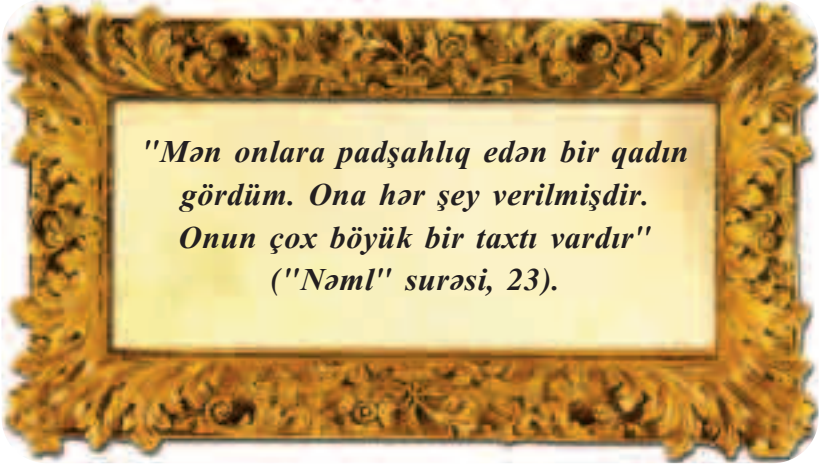 "Mən onlara padşahlıq edən bir qadın
gördüm. Ona hər şey verilmişdir.
Onun çox böyük bir taxtı vardır"
("Nəml" surəsi, 23).